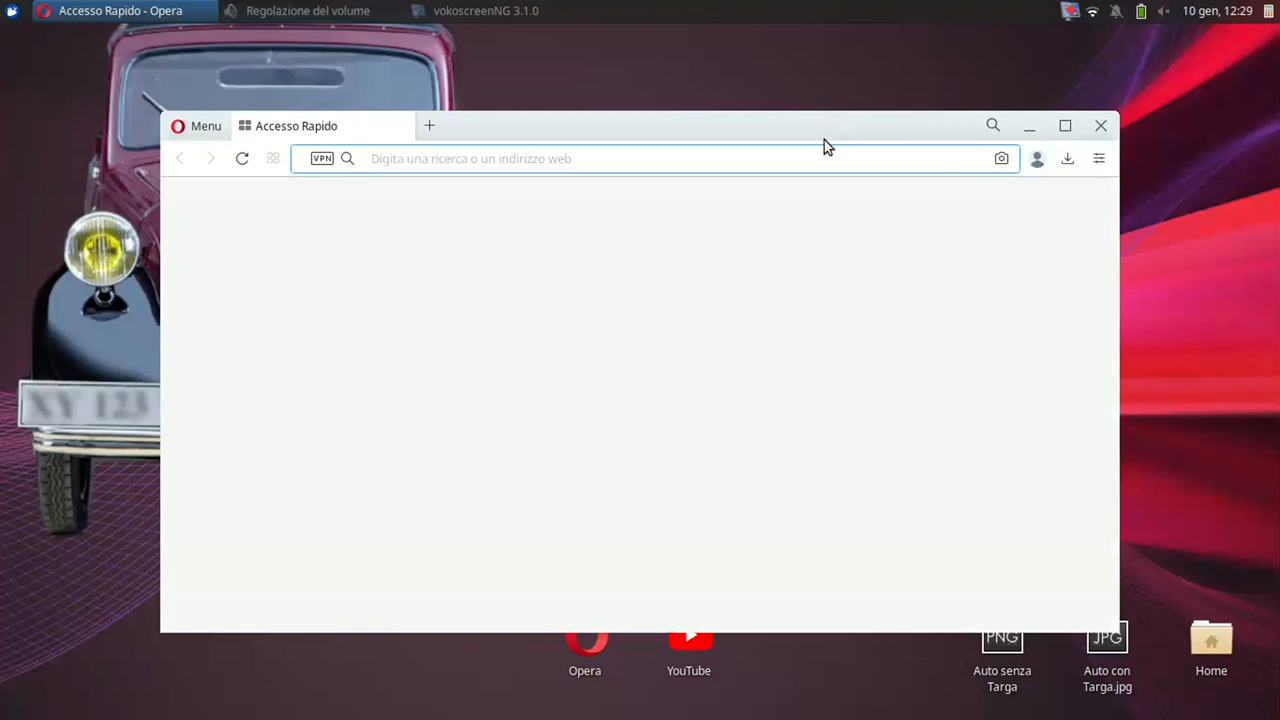 Accesso Rapido - Opera
Regolazione del volume
vokoscreenNG 3.1.0
10 gen, 12:29
Menu
Accesso Rapido
VPN
Digita una ricerca o un indirizzo web
XY 123
PNG
JPG
Opera
YouTube
Auto senza
Targa
Auto con
Targa.jpg
Home